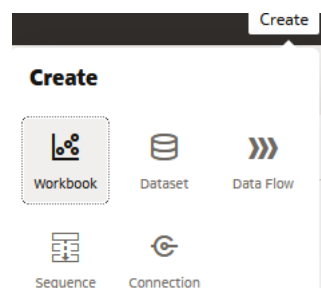 Create
Create
Workbook
Dataset
Data Flow
Sequence
Connection